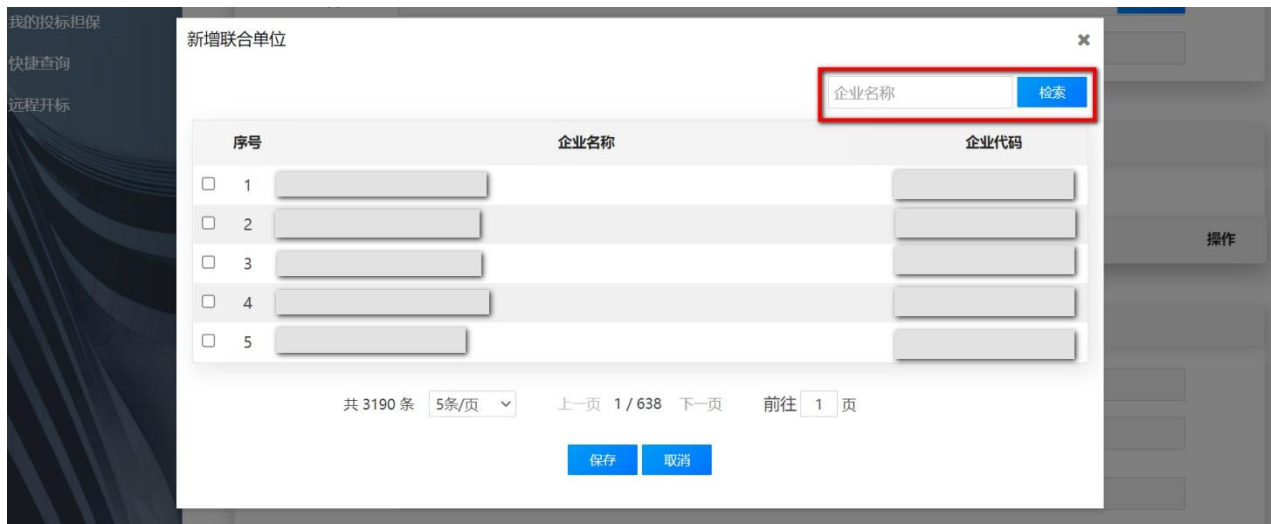 我的投标担保
快捷查询
远程开标
新增联合单位
企业名称 检索
序号 企业名称 企业代码
1
2
3
4
5
操作
共 3190 条 5条/页 上一页 1 / 638 下一页 前往 1 页
保存 取消